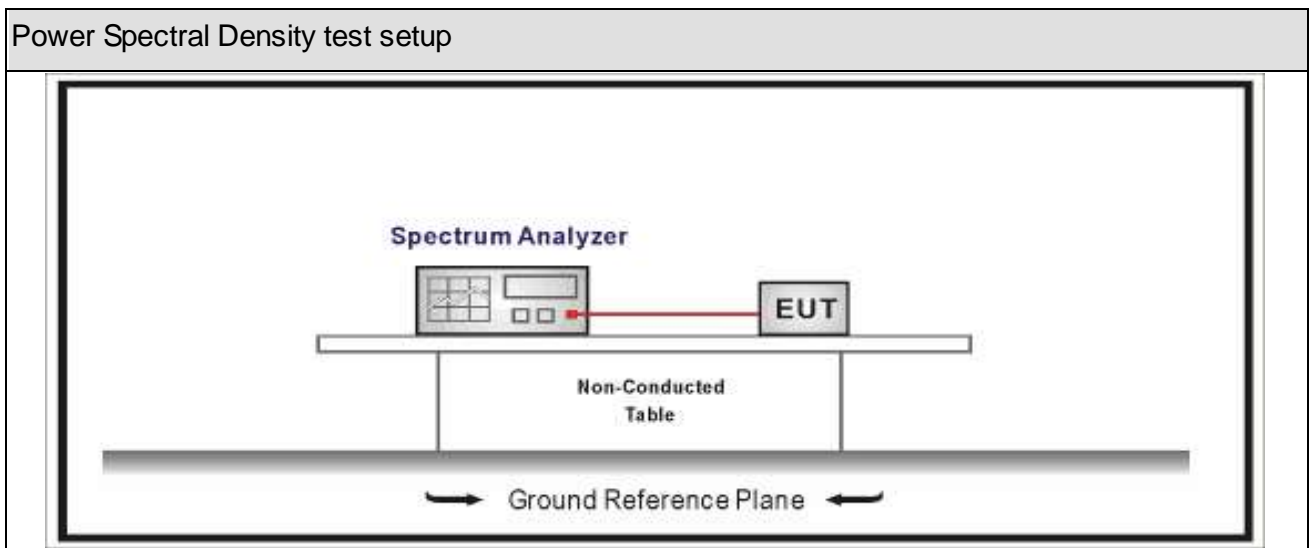 Power Spectral Density test setup
Spectrum Analyzer
EUT
Non-Conducted
Table
Ground Reference Plane